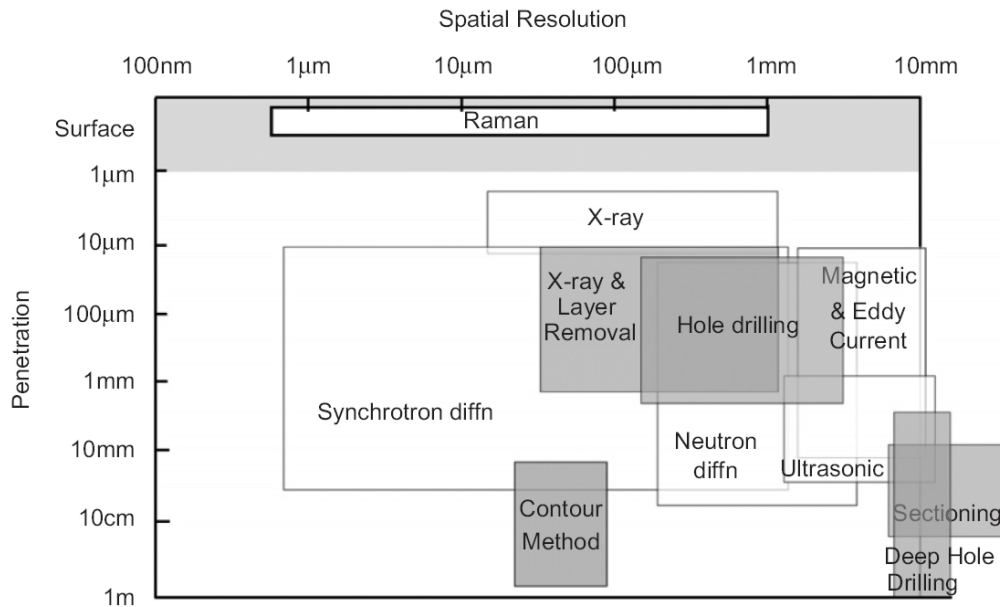 Spatial Resolution
100nm 1μm 10μm 100μm 1mm 10mm
Surface
Raman
1μm
X-ray
10μm
X-ray &
Layer
Removal
Magnetic
& Eddy
Current
100μm
Hole drilling
Penetration
1mm
Synchrotron diffn
Neutron
diffn
10mm
Ultrasonic
Contour
Method
10cm
Sectioning
Deep Hole
Drilling
1m